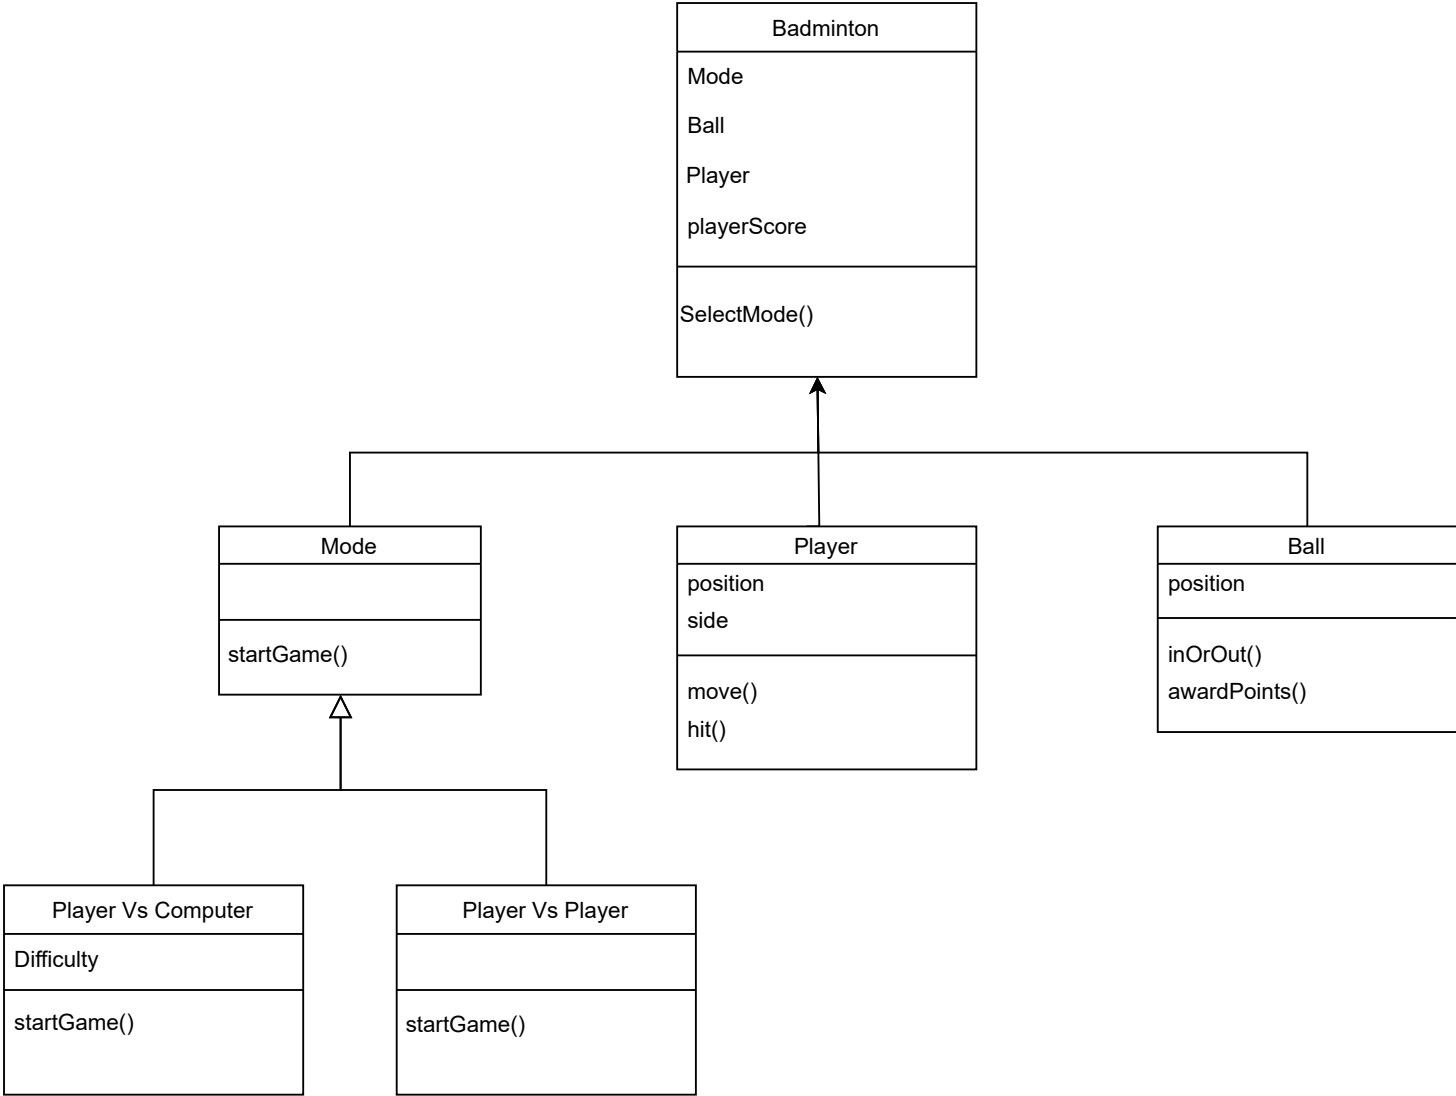 Badminton
Mode
Ball
Player
playerScore
SelectMode()
Mode
startGame()
Player
position
side
move()
hit()
Ball
position
inOrOut()
awardPoints()
Player Vs Computer
Difficulty
startGame()
Player Vs Player
startGame()